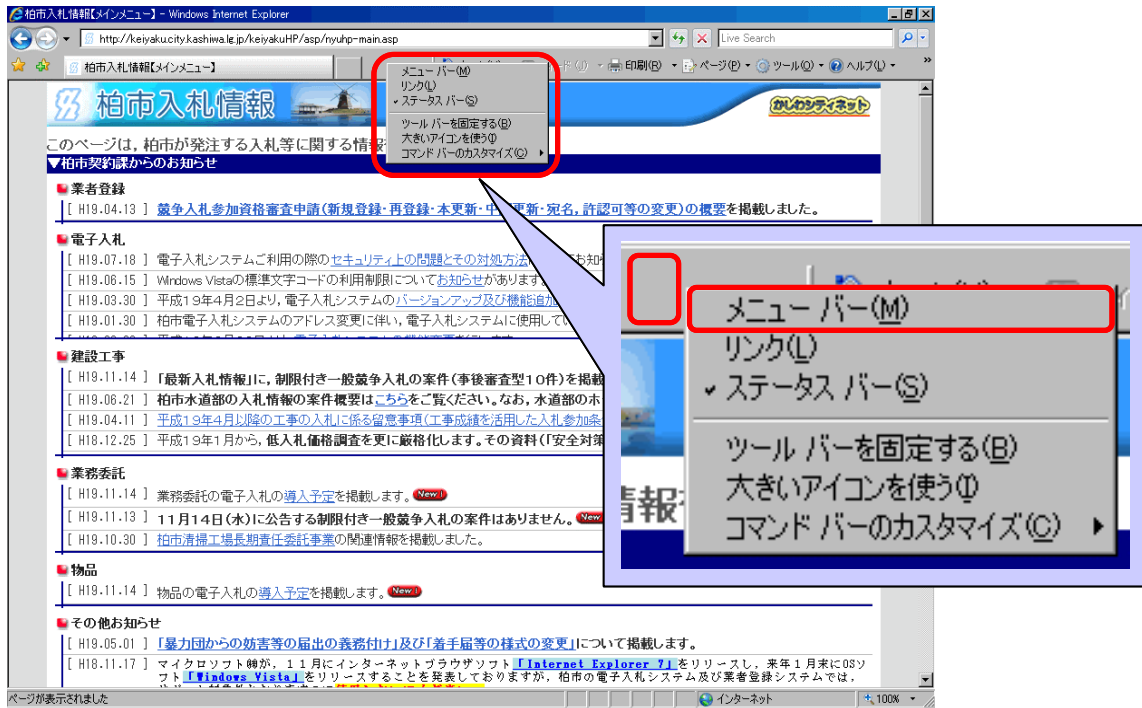 柏市入札情報【メインメニュー】 - Windows Internet Explorer
http://keiyaku.city.kashiwa.lg.jp/keiyakuHP/asp/nyuhp-main.asp
Live Search
柏市入札情報【メインメニュー】
印刷(R) ページ(P) ツール(O) ヘルプ(L) »
メニュー バー(M)
リンク(L)
ステータス バー(S)
ツール バーを固定する(B)
大きいアイコンを使う(I)
コマンド バーのカスタマイズ(C)
柏市入札情報
かしわシティネット
このページは，柏市が発注する入札等に関する情報
▼柏市契約課からのお知らせ
業者登録
[ H19.04.13 ] 競争入札参加資格審査申請(新規登録・再登録・本更新・中間更新・宛名，許認可等の変更)の概要を掲載しました。
電子入札
[ H19.07.18 ] 電子入札システムご利用の際のセキュリティ上の問題とその対処方法
[ H19.06.15 ] Windows Vistaの標準文字コードの利用制限についてお知らせがあります。
[ H19.03.30 ] 平成19年4月2日より，電子入札システムのバージョンアップ及び機能追加
[ H19.01.30 ] 柏市電子入札システムのアドレス変更に伴い，電子入札システムに使用してい
建設工事
[ H19.11.14 ] 「最新入札情報」に，制限付き一般競争入札の案件(事後審査型10件)を掲載
[ H19.06.21 ] 柏市水道部の入札情報の案件概要はこちらをご覧ください。なお，水道部のホ
[ H19.04.11 ] 平成19年4月以降の工事の入札に係る留意事項(工事成績を活用した入札参加条
[ H18.12.25 ] 平成19年1月から，低入札価格調査を更に厳格化します。その資料(「安全対策
業務委託
[ H19.11.14 ] 業務委託の電子入札の導入予定を掲載します。 New!
[ H19.11.13 ] 11月14日(水)に公告する制限付き一般競争入札の案件はありません。 New
[ H19.10.30 ] 柏市清掃工場長期責任委託事業の関連情報を掲載しました。
物品
[ H19.11.14 ] 物品の電子入札の導入予定を掲載します。 New!
その他お知らせ
[ H19.05.01 ] 「暴力団からの妨害等の届出の義務付け」及び「着手届等の様式の変更」について掲載します。
[ H18.11.17 ] マイクロソフト㈱が，11月にインターネットブラウザソフト「Internet Explorer 7」をリリースし，来年1月末にOSソ
フト「Windows Vista」をリリースすることを発表しておりますが，柏市の電子入札システム及び業者登録システムでは，
ページが表示されました
インターネット
100%
メニュー バー(M)
リンク(L)
ステータス バー(S)
ツール バーを固定する(B)
大きいアイコンを使う(I)
コマンド バーのカスタマイズ(C)
情報